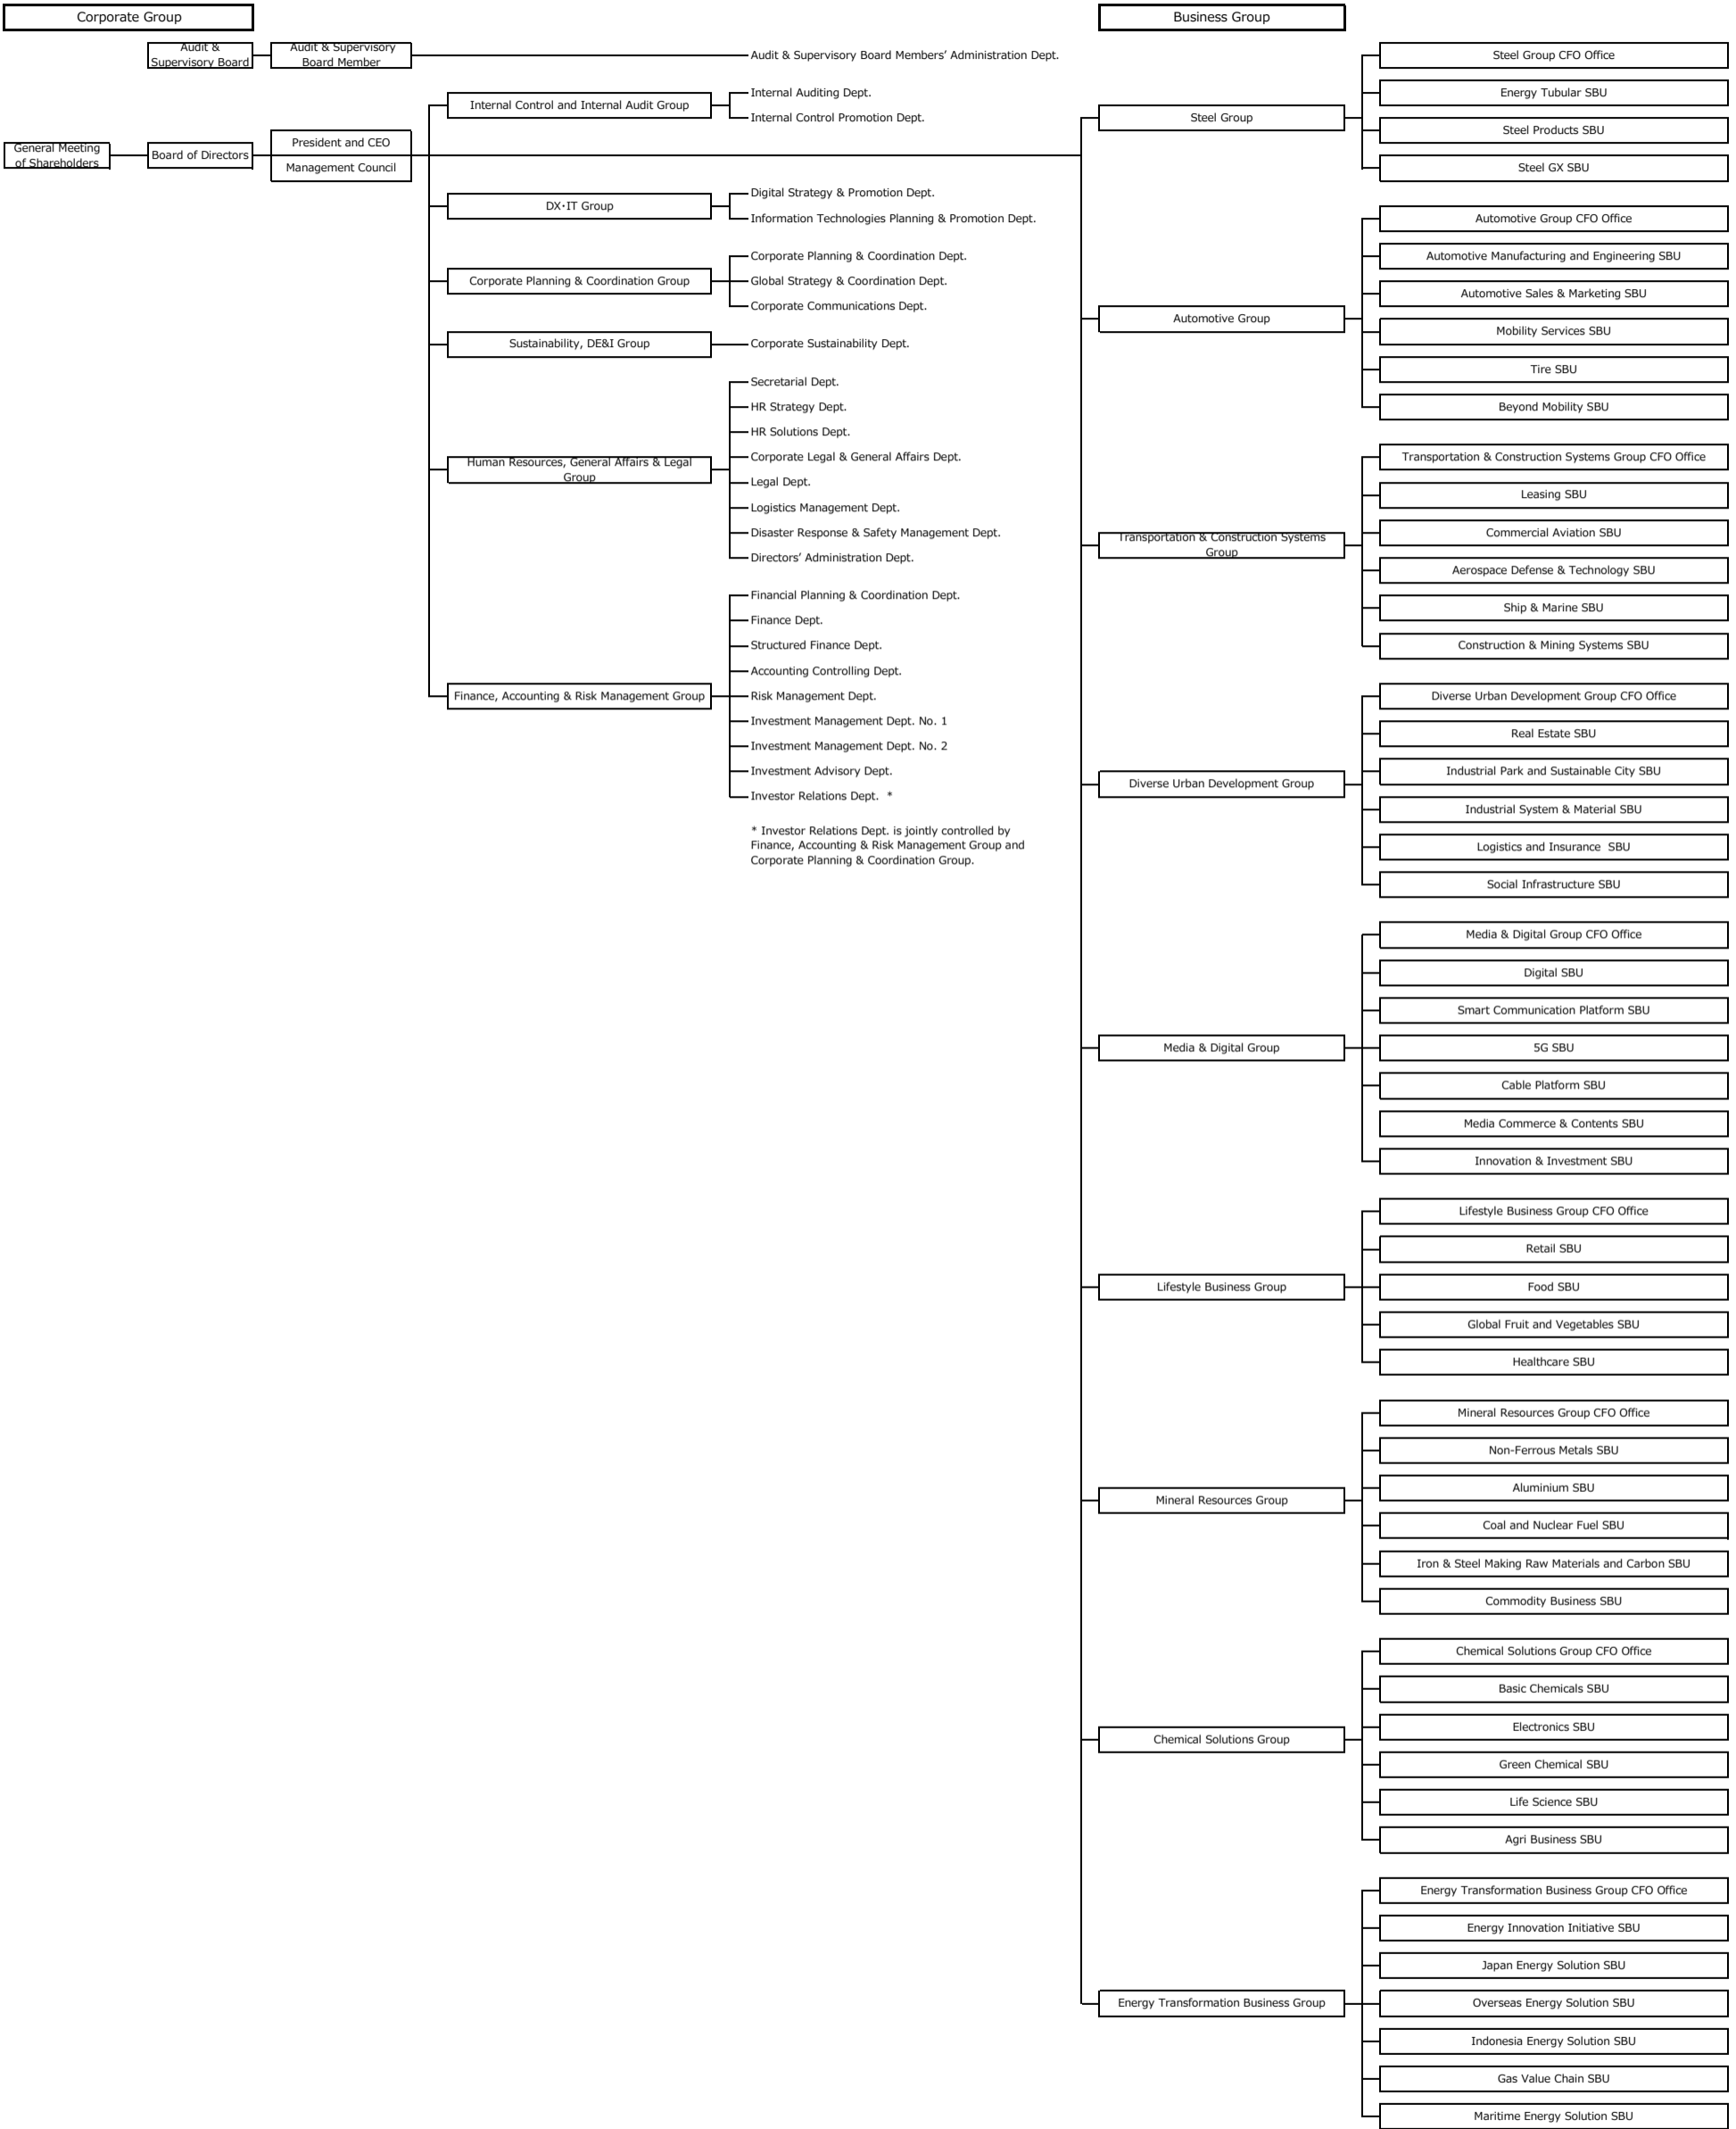 Corporate Group
Audit &
Supervisory Board
Audit & Supervisory
Board Member
Audit & Supervisory Board Members’ Administration Dept.
Internal Control and Internal Audit Group
Internal Auditing Dept.
Internal Control Promotion Dept.
General Meeting
of Shareholders
Board of Directors
President and CEO
Management Council
DX・IT Group
Digital Strategy & Promotion Dept.
Information Technologies Planning & Promotion Dept.
Corporate Planning & Coordination Group
Corporate Planning & Coordination Dept.
Global Strategy & Coordination Dept.
Corporate Communications Dept.
Sustainability, DE&I Group
Corporate Sustainability Dept.
Human Resources, General Affairs & Legal
Group
Secretarial Dept.
HR Strategy Dept.
HR Solutions Dept.
Corporate Legal & General Affairs Dept.
Legal Dept.
Logistics Management Dept.
Disaster Response & Safety Management Dept.
Directors’ Administration Dept.
Finance, Accounting & Risk Management Group
Financial Planning & Coordination Dept.
Finance Dept.
Structured Finance Dept.
Accounting Controlling Dept.
Risk Management Dept.
Investment Management Dept. No. 1
Investment Management Dept. No. 2
Investment Advisory Dept.
Investor Relations Dept. *
* Investor Relations Dept. is jointly controlled by
Finance, Accounting & Risk Management Group and
Corporate Planning & Coordination Group.
Business Group
Steel Group
Steel Group CFO Office
Energy Tubular SBU
Steel Products SBU
Steel GX SBU
Automotive Group
Automotive Group CFO Office
Automotive Manufacturing and Engineering SBU
Automotive Sales & Marketing SBU
Mobility Services SBU
Tire SBU
Beyond Mobility SBU
Transportation & Construction Systems
Group
Transportation & Construction Systems Group CFO Office
Leasing SBU
Commercial Aviation SBU
Aerospace Defense & Technology SBU
Ship & Marine SBU
Construction & Mining Systems SBU
Diverse Urban Development Group
Diverse Urban Development Group CFO Office
Real Estate SBU
Industrial Park and Sustainable City SBU
Industrial System & Material SBU
Logistics and Insurance SBU
Social Infrastructure SBU
Media & Digital Group
Media & Digital Group CFO Office
Digital SBU
Smart Communication Platform SBU
5G SBU
Cable Platform SBU
Media Commerce & Contents SBU
Innovation & Investment SBU
Lifestyle Business Group
Lifestyle Business Group CFO Office
Retail SBU
Food SBU
Global Fruit and Vegetables SBU
Healthcare SBU
Mineral Resources Group
Mineral Resources Group CFO Office
Non-Ferrous Metals SBU
Aluminium SBU
Coal and Nuclear Fuel SBU
Iron & Steel Making Raw Materials and Carbon SBU
Commodity Business SBU
Chemical Solutions Group
Chemical Solutions Group CFO Office
Basic Chemicals SBU
Electronics SBU
Green Chemical SBU
Life Science SBU
Agri Business SBU
Energy Transformation Business Group
Energy Transformation Business Group CFO Office
Energy Innovation Initiative SBU
Japan Energy Solution SBU
Overseas Energy Solution SBU
Indonesia Energy Solution SBU
Gas Value Chain SBU
Maritime Energy Solution SBU